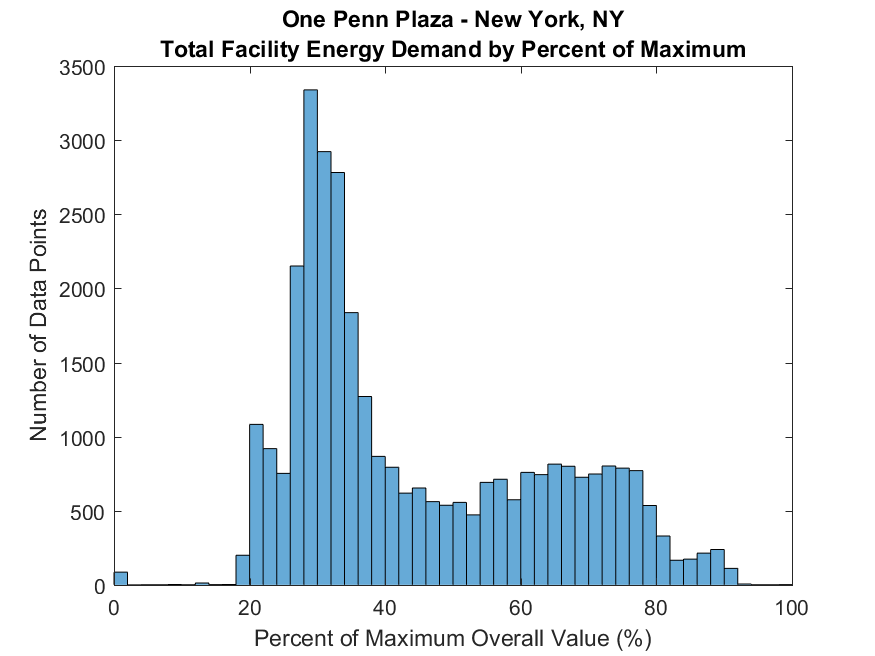 One Penn Plaza - New York, NY
Total Facility Energy Demand by Percent of Maximum
3500
3000
2500
2000
1500
1000
500
0
Number of Data Points
0 20 40 60 80 100
Percent of Maximum Overall Value (%)